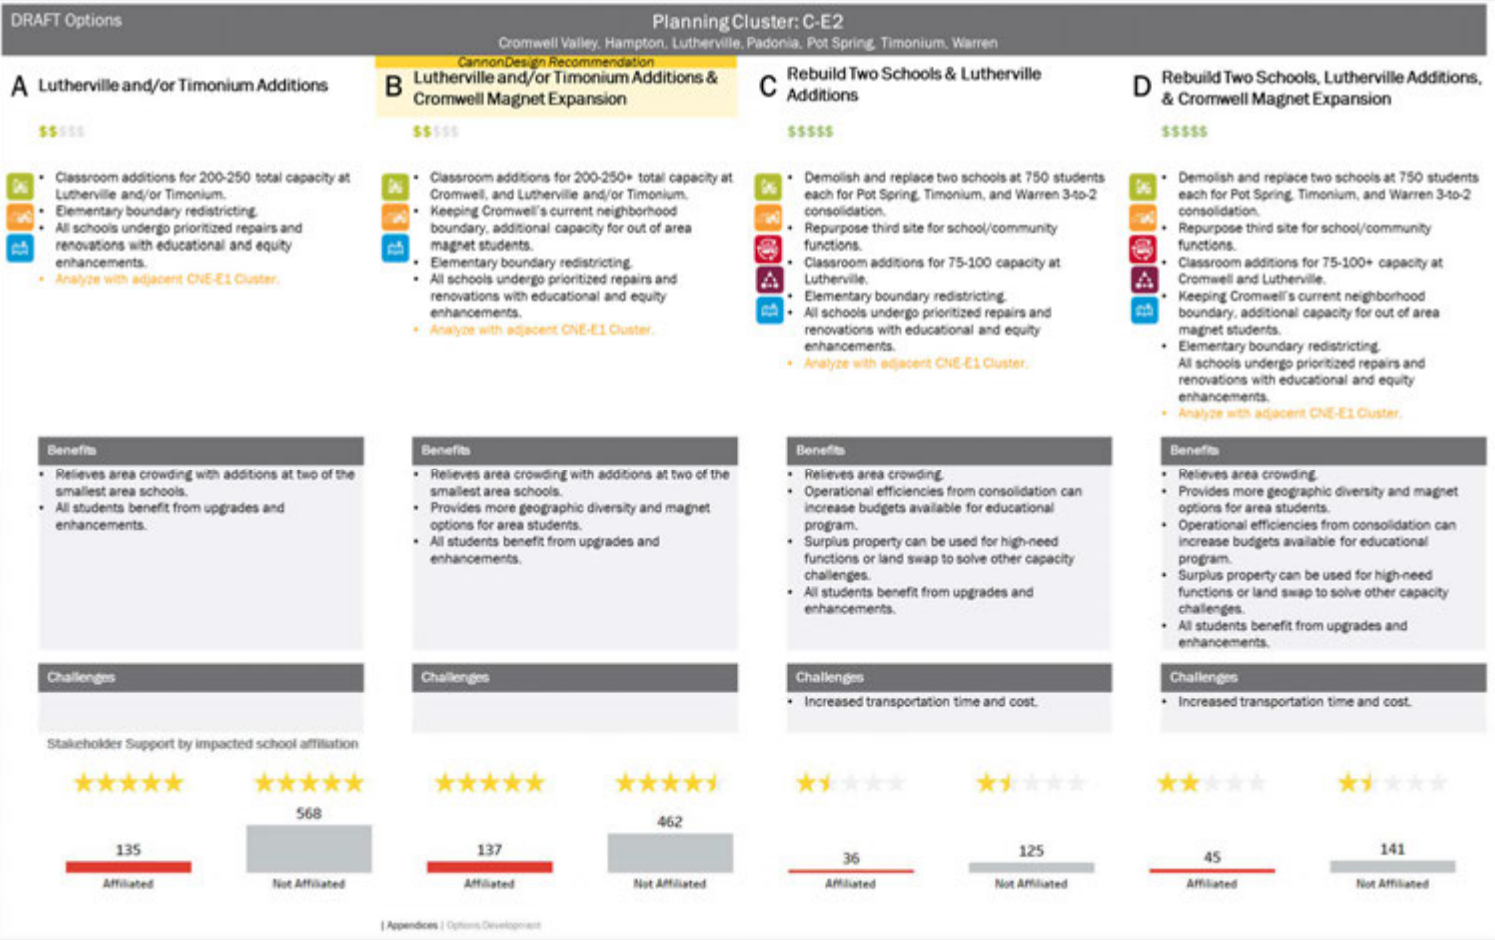 DRAFT Options
Planning Cluster: C-E2
Cromwell Valley, Hampton, Lutherville, Padonia, Pot Spring, Timonium, Warren
A Lutherville and/or Timonium Additions
$$$$$
• Classroom additions for 200-250 total capacity at
Lutherville and/or Timonium.
• Elementary boundary redistricting.
• All schools undergo prioritized repairs and
renovations with educational and equity
enhancements.
• Analyze with adjacent CNE-E1 Cluster.
Benefits
• Relieves area crowding with additions at two of the
smallest area schools.
• All students benefit from upgrades and
enhancements.
Challenges
Stakeholder Support by impacted school affiliation
135
Affiliated
568
Not Affiliated
CannonDesign Recommendation
B Lutherville and/or Timonium Additions &
Cromwell Magnet Expansion
$$$$$
• Classroom additions for 200-250+ total capacity at
Cromwell, and Lutherville and/or Timonium.
• Keeping Cromwell's current neighborhood
boundary, additional capacity for out of area
magnet students.
• Elementary boundary redistricting.
• All schools undergo prioritized repairs and
renovations with educational and equity
enhancements.
• Analyze with adjacent CNE-E1 Cluster.
Benefits
• Relieves area crowding with additions at two of the
smallest area schools.
• Provides more geographic diversity and magnet
options for area students.
• All students benefit from upgrades and
enhancements.
Challenges
137
Affiliated
462
Not Affiliated
C Rebuild Two Schools & Lutherville
Additions
$$$$$
• Demolish and replace two schools at 750 students
each for Pot Spring, Timonium, and Warren 3-to-2
consolidation.
• Repurpose third site for school/community
functions.
• Classroom additions for 75-100 capacity at
Lutherville.
• Elementary boundary redistricting.
• All schools undergo prioritized repairs and
renovations with educational and equity
enhancements.
• Analyze with adjacent CNE-E1 Cluster.
Benefits
• Relieves area crowding.
• Operational efficiencies from consolidation can
increase budgets available for educational
program.
• Surplus property can be used for high-need
functions or land swap to solve other capacity
challenges.
• All students benefit from upgrades and
enhancements.
Challenges
• Increased transportation time and cost.
36
Affiliated
125
Not Affiliated
D Rebuild Two Schools, Lutherville Additions,
& Cromwell Magnet Expansion
$$$$$
• Demolish and replace two schools at 750 students
each for Pot Spring, Timonium, and Warren 3-to-2
consolidation.
• Repurpose third site for school/community
functions.
• Classroom additions for 75-100+ capacity at
Cromwell and Lutherville.
• Keeping Cromwell's current neighborhood
boundary, additional capacity for out of area
magnet students.
• Elementary boundary redistricting.
All schools undergo prioritized repairs and
renovations with educational and equity
enhancements.
• Analyze with adjacent CNE-E1 Cluster.
Benefits
• Relieves area crowding.
• Provides more geographic diversity and magnet
options for area students.
• Operational efficiencies from consolidation can
increase budgets available for educational
program.
• Surplus property can be used for high-need
functions or land swap to solve other capacity
challenges.
• All students benefit from upgrades and
enhancements.
Challenges
• Increased transportation time and cost.
45
Affiliated
141
Not Affiliated
| Appendices | Options Development